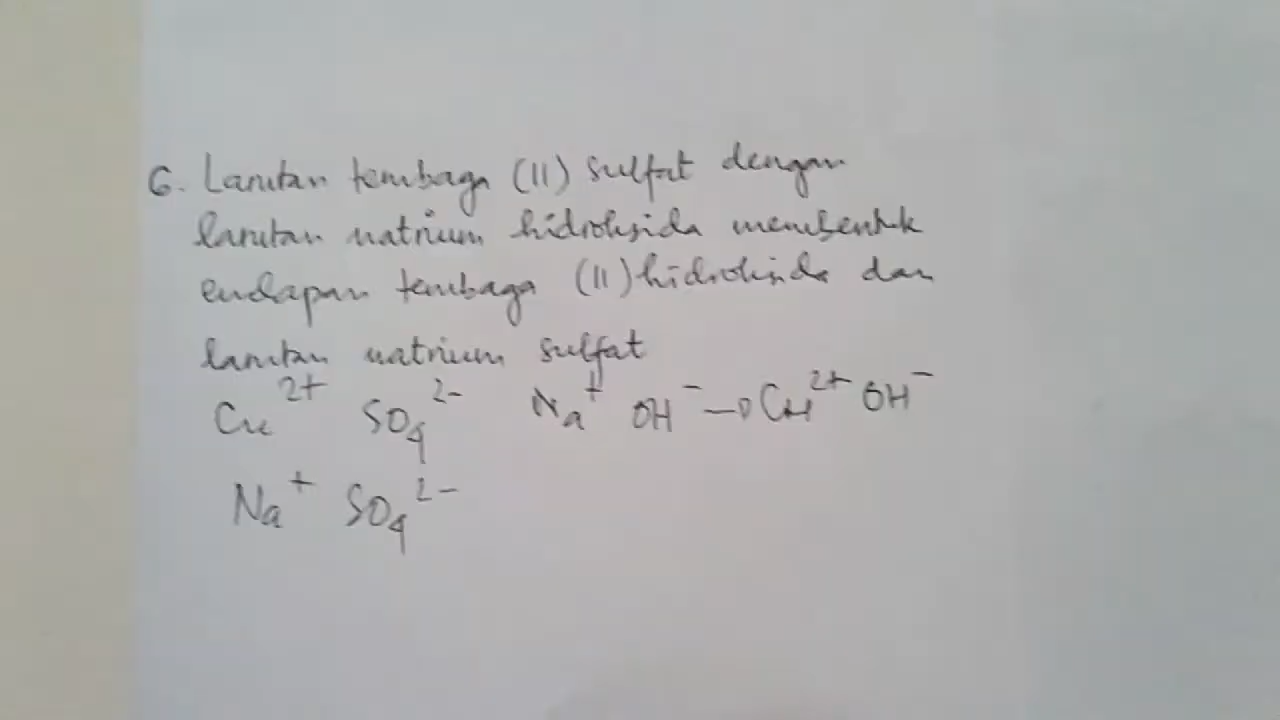 6. Larutan tembaga (II) sulfat dengan
larutan natrium hidroksida membentuk
endapan tembaga (II) hidroksida dan
larutan natrium sulfat
Cu²⁺ SO₄²⁻ Na⁺ OH⁻ → Cu²⁺ OH⁻
Na⁺ SO₄²⁻